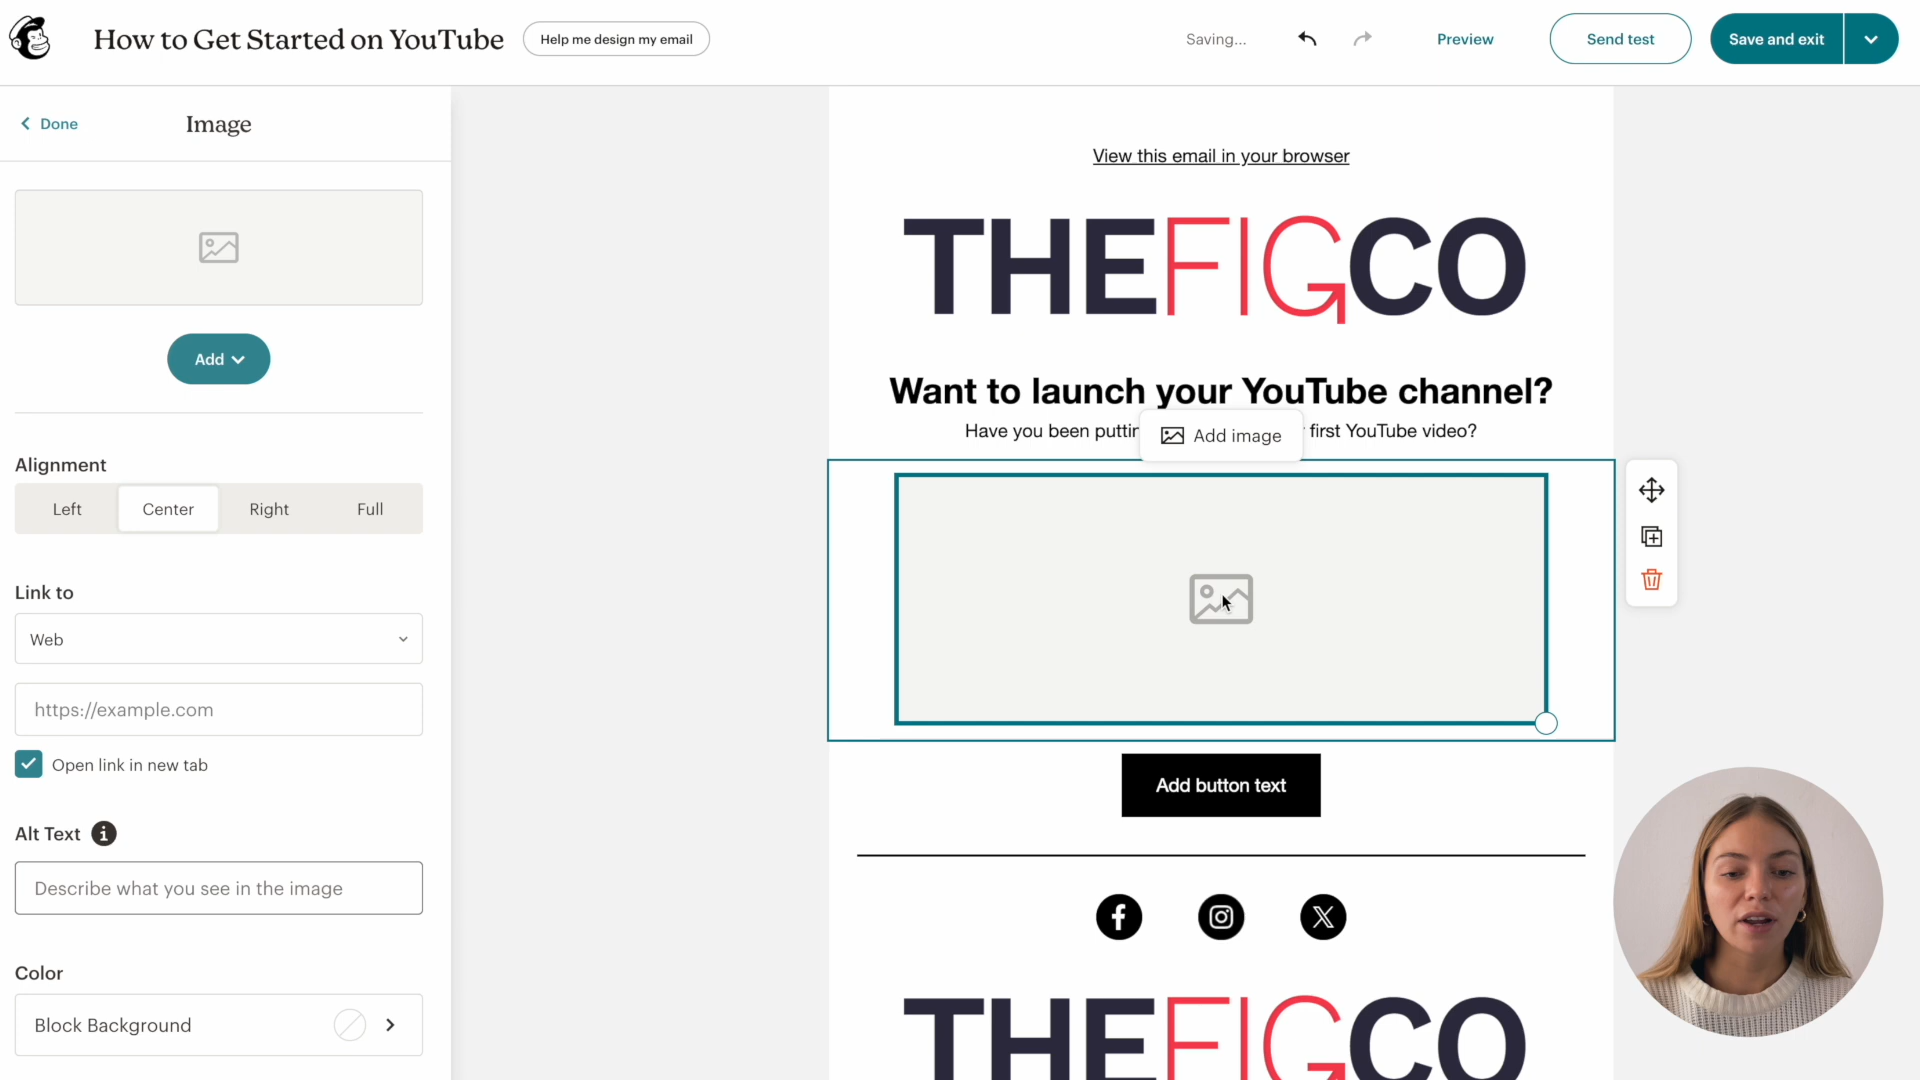 How to Get Started on YouTube
Help me design my email
Saving...
Preview
Send test
Save and exit
Done
Image
Add
Alignment
Left
Center
Right
Full
Link to
Web
https://example.com
Open link in new tab
Alt Text
Describe what you see in the image
Color
Block Background
View this email in your browser
THEFIGCO
Want to launch your YouTube channel?
Have you been puttin
first YouTube video?
Add image
Add button text
THEFIGCO